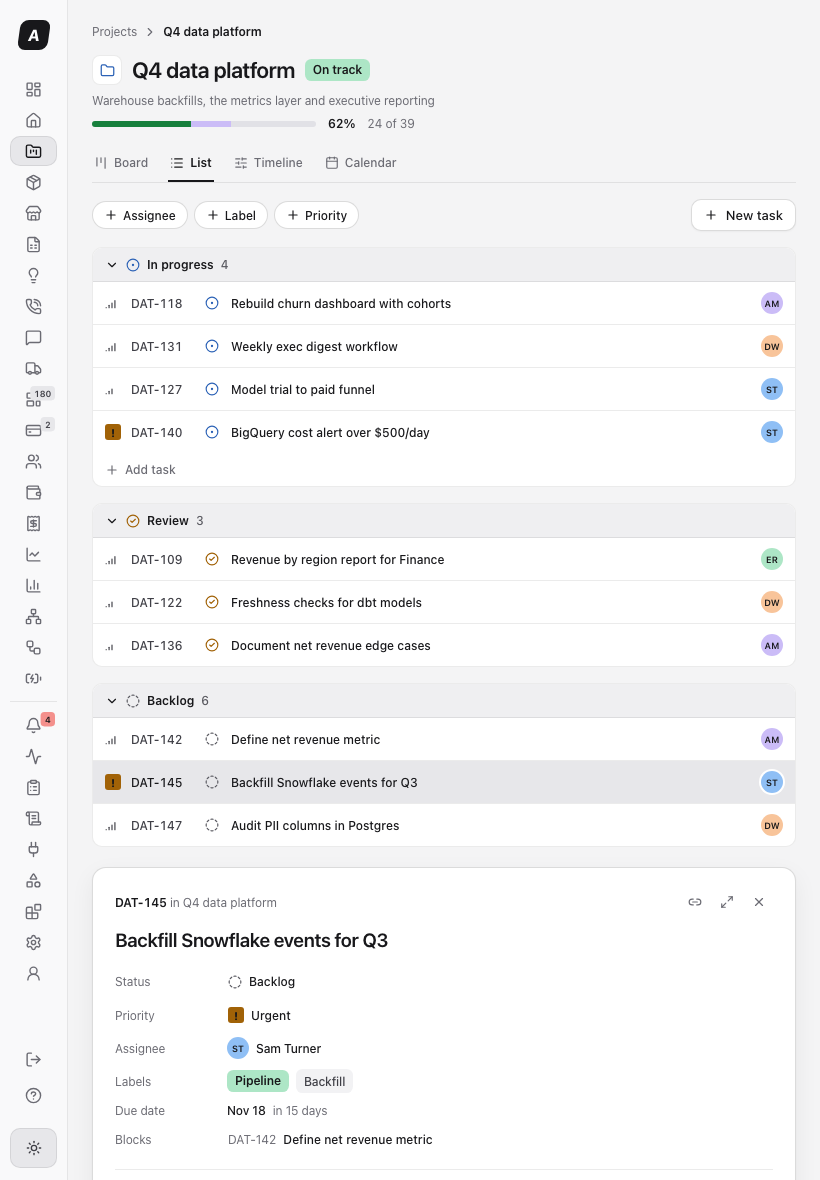 A
Projects > Q4 data platform
Q4 data platform On track
Warehouse backfills, the metrics layer and executive reporting
62% 24 of 39
Board List Timeline Calendar
+ Assignee + Label + Priority + New task
In progress 4
DAT-118 Rebuild churn dashboard with cohorts AM
DAT-131 Weekly exec digest workflow DW
DAT-127 Model trial to paid funnel ST
180
! DAT-140 BigQuery cost alert over $500/day ST
2
+ Add task
Review 3
DAT-109 Revenue by region report for Finance ER
DAT-122 Freshness checks for dbt models DW
DAT-136 Document net revenue edge cases AM
Backlog 6
4
DAT-142 Define net revenue metric AM
! DAT-145 Backfill Snowflake events for Q3 ST
DAT-147 Audit PII columns in Postgres DW
DAT-145 in Q4 data platform
Backfill Snowflake events for Q3
Status Backlog
Priority ! Urgent
Assignee ST Sam Turner
Labels Pipeline Backfill
Due date Nov 18 in 15 days
Blocks DAT-142 Define net revenue metric